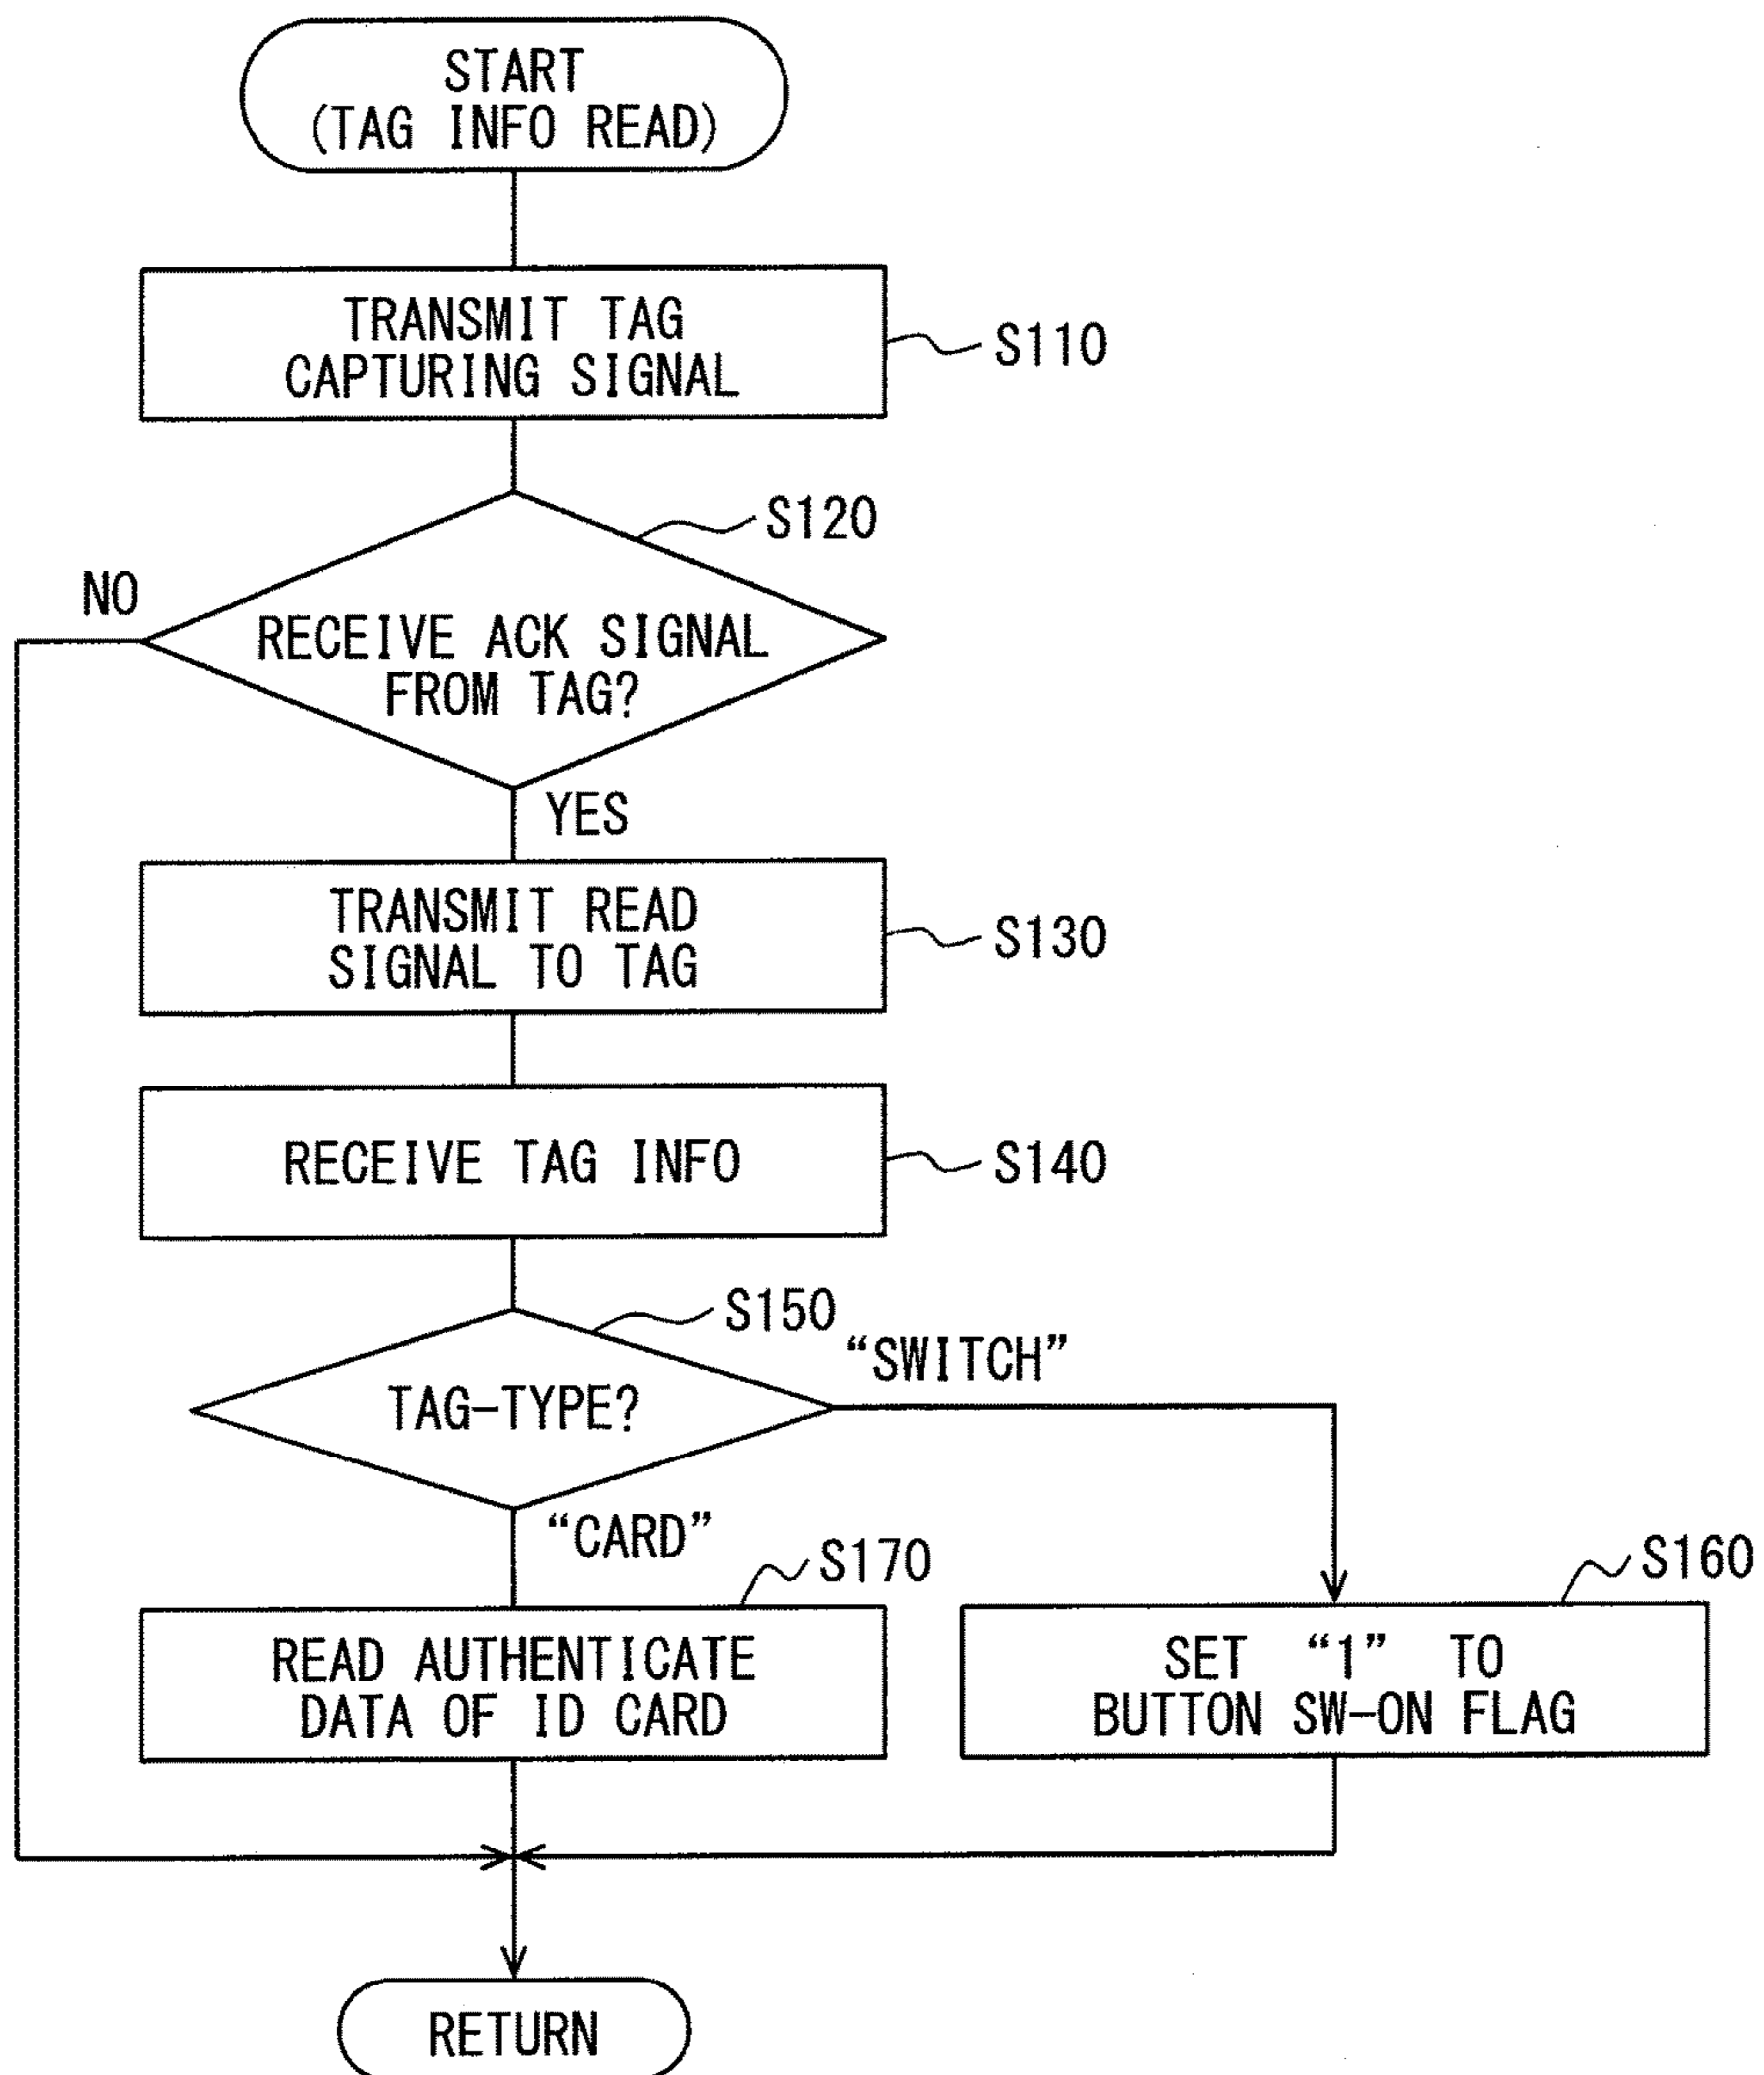 START
(TAG INFO READ)
TRANSMIT TAG
CAPTURING SIGNAL
S110
S120
NO
RECEIVE ACK SIGNAL
FROM TAG?
YES
TRANSMIT READ
SIGNAL TO TAG
S130
RECEIVE TAG INFO
S140
S150
“SWITCH”
TAG-TYPE?
“CARD”
S170
S160
READ AUTHENTICATE
DATA OF ID CARD
SET “1” TO
BUTTON SW-ON FLAG
RETURN